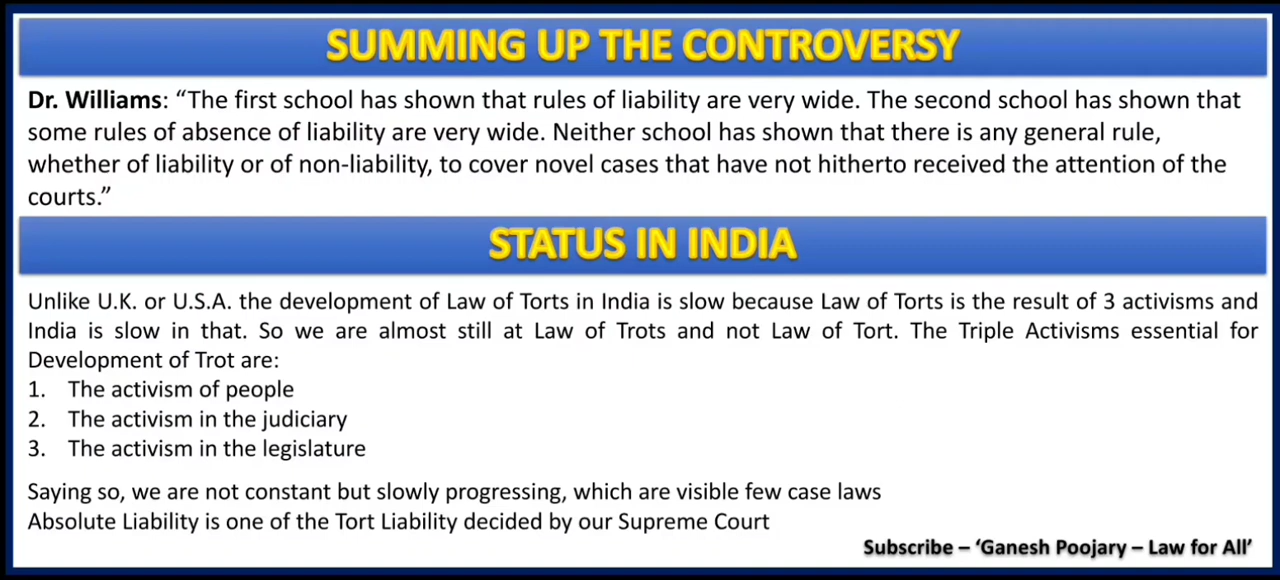 SUMMING UP THE CONTROVERSY
Dr. Williams: “The first school has shown that rules of liability are very wide. The second school has shown that
some rules of absence of liability are very wide. Neither school has shown that there is any general rule,
whether of liability or of non-liability, to cover novel cases that have not hitherto received the attention of the
courts.”
STATUS IN INDIA
Unlike U.K. or U.S.A. the development of Law of Torts in India is slow because Law of Torts is the result of 3 activisms and
India is slow in that. So we are almost still at Law of Trots and not Law of Tort. The Triple Activisms essential for
Development of Trot are:
1. The activism of people
2. The activism in the judiciary
3. The activism in the legislature
Saying so, we are not constant but slowly progressing, which are visible few case laws
Absolute Liability is one of the Tort Liability decided by our Supreme Court
Subscribe – ‘Ganesh Poojary – Law for All’